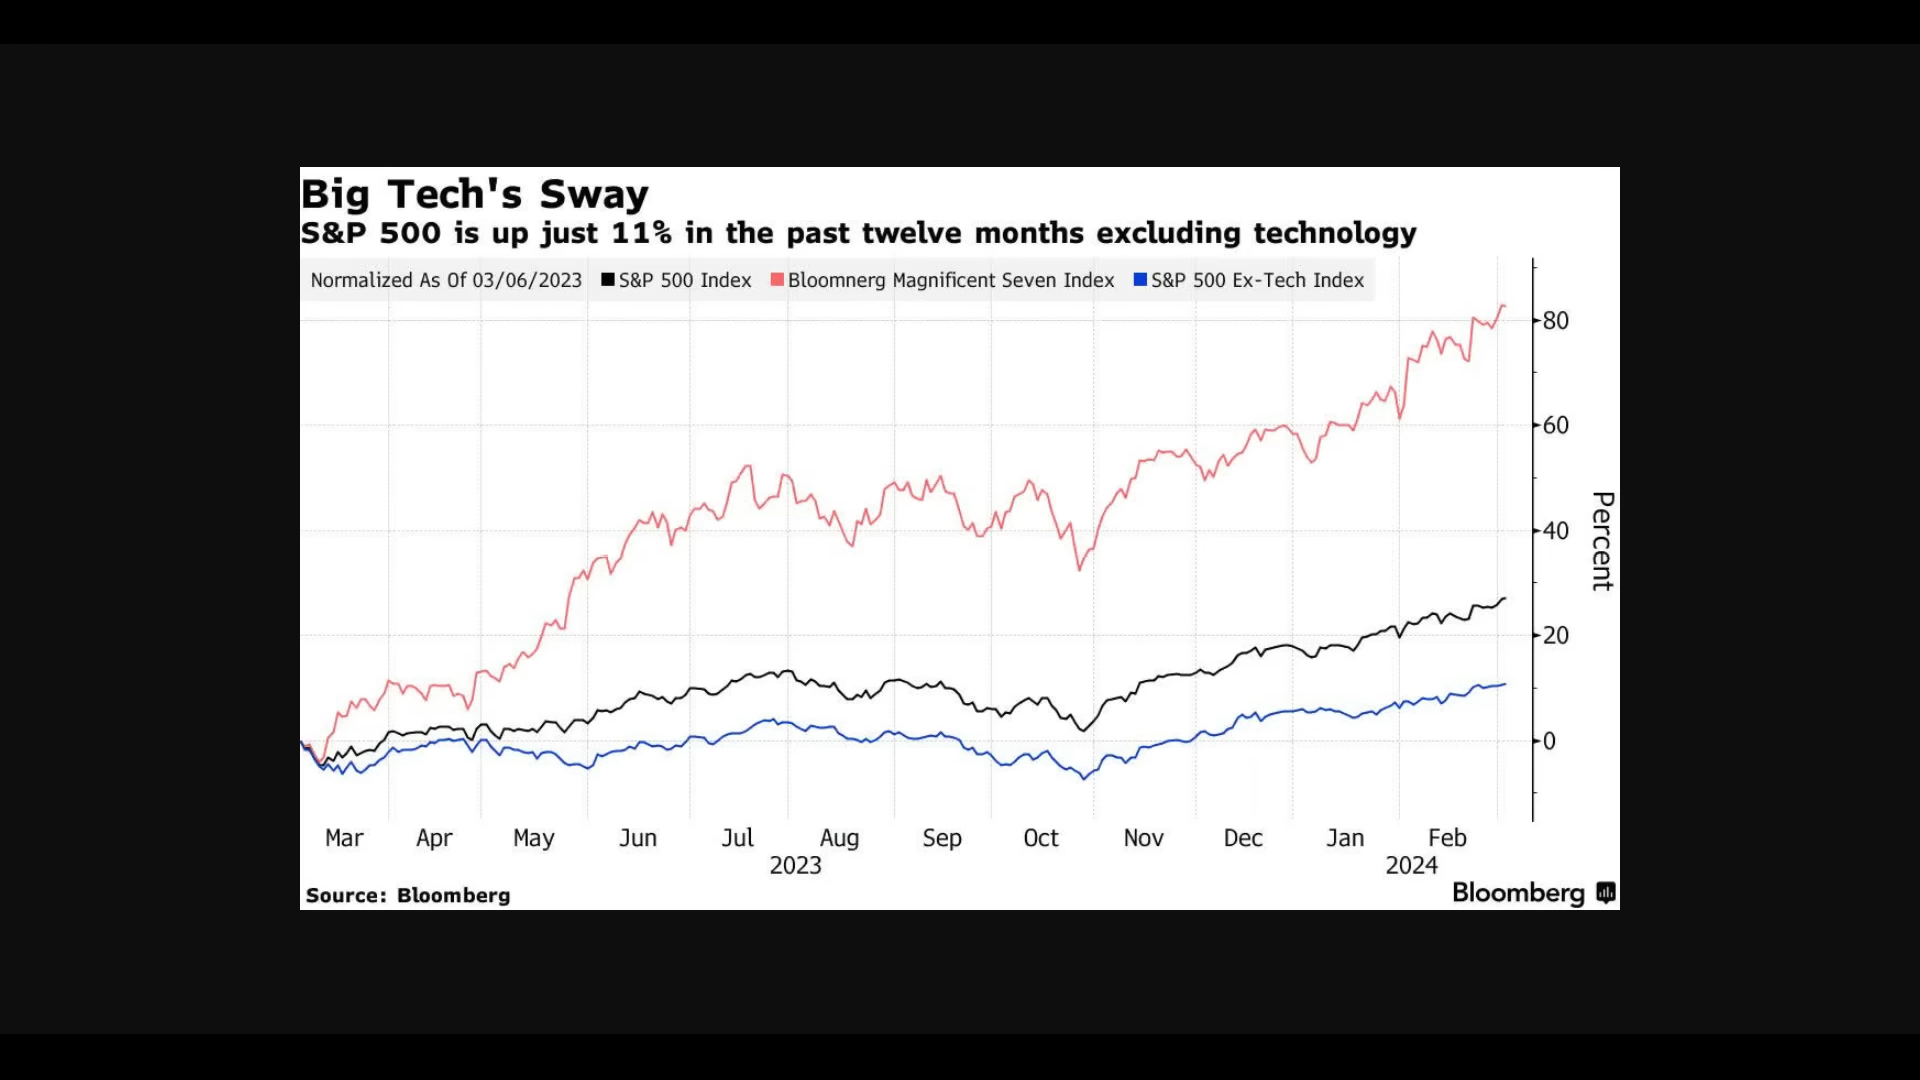 Big Tech's Sway
S&P 500 is up just 11% in the past twelve months excluding technology
Normalized As Of 03/06/2023 S&P 500 Index Bloomnerg Magnificent Seven Index S&P 500 Ex-Tech Index
80
60
40
20
0
Percent
Mar Apr May Jun Jul Aug Sep Oct Nov Dec Jan Feb
2023 2024
Source: Bloomberg
Bloomberg